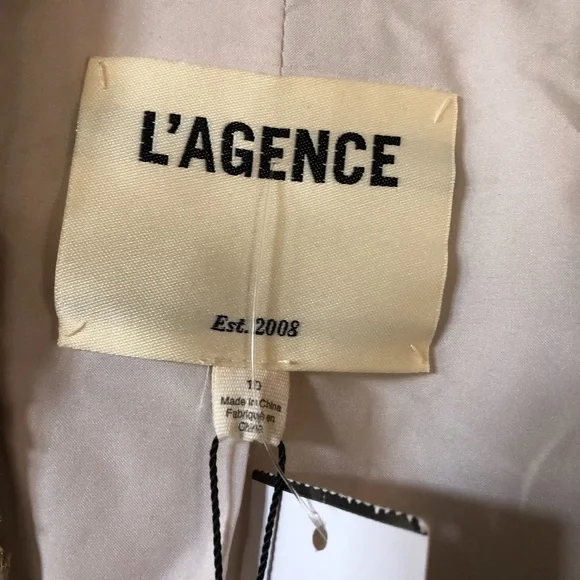 L'AGENCE
Est. 2008
10
Made in China
Fabriqué en
Chine